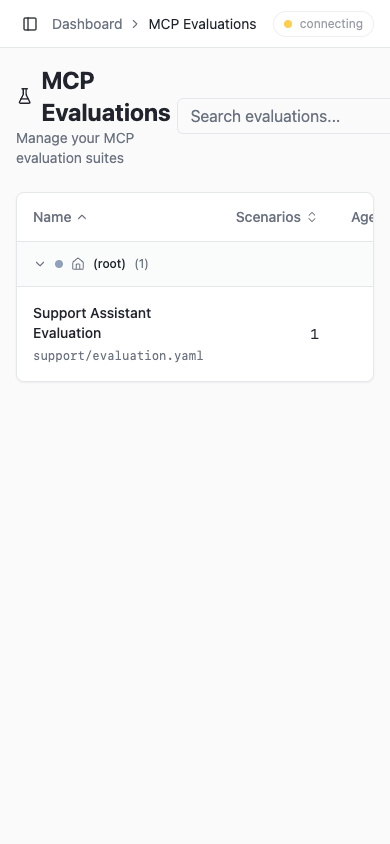 Dashboard > MCP Evaluations
connecting
MCP
Evaluations
Search evaluations...
Manage your MCP
evaluation suites
Name
Scenarios
Age
(root) (1)
Support Assistant
Evaluation
1
support/evaluation.yaml